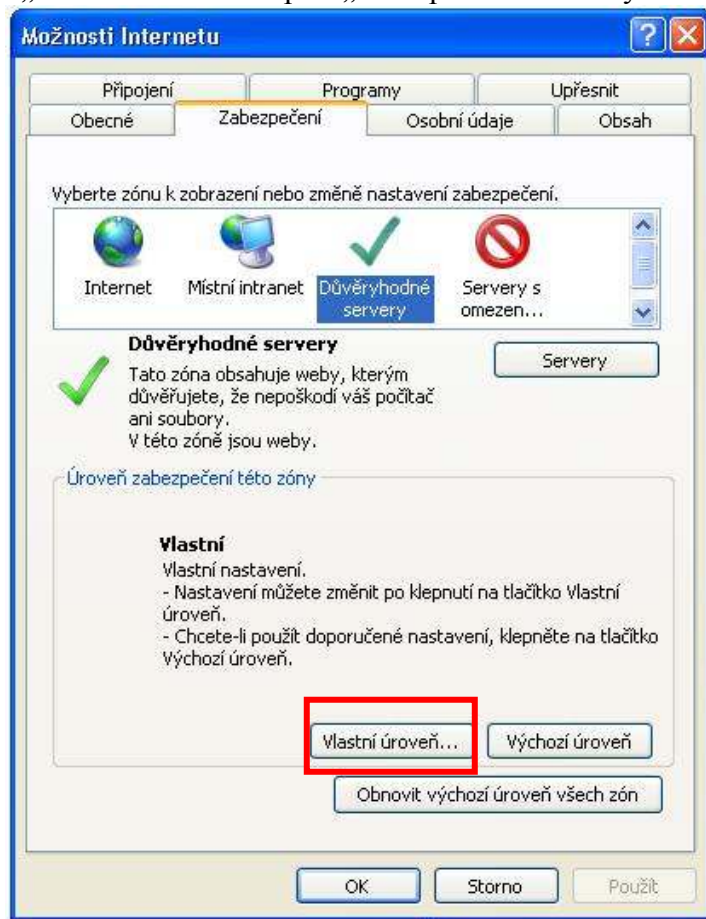 Možnosti Internetu
Připojení Programy Upřesnit
Obecné Zabezpečení Osobní údaje Obsah
Vyberte zónu k zobrazení nebo změně nastavení zabezpečení.
Internet Místní intranet Důvěryhodné servery Servery s omezen...
Důvěryhodné servery
Servery
Tato zóna obsahuje weby, kterým
důvěřujete, že nepoškodí váš počítač
ani soubory.
V této zóně jsou weby.
Úroveň zabezpečení této zóny
Vlastní
Vlastní nastavení.
- Nastavení můžete změnit po klepnutí na tlačítko Vlastní
úroveň.
- Chcete-li použít doporučené nastavení, klepněte na tlačítko
Výchozí úroveň.
Vlastní úroveň... Výchozí úroveň
Obnovit výchozí úroveň všech zón
OK Storno Použít